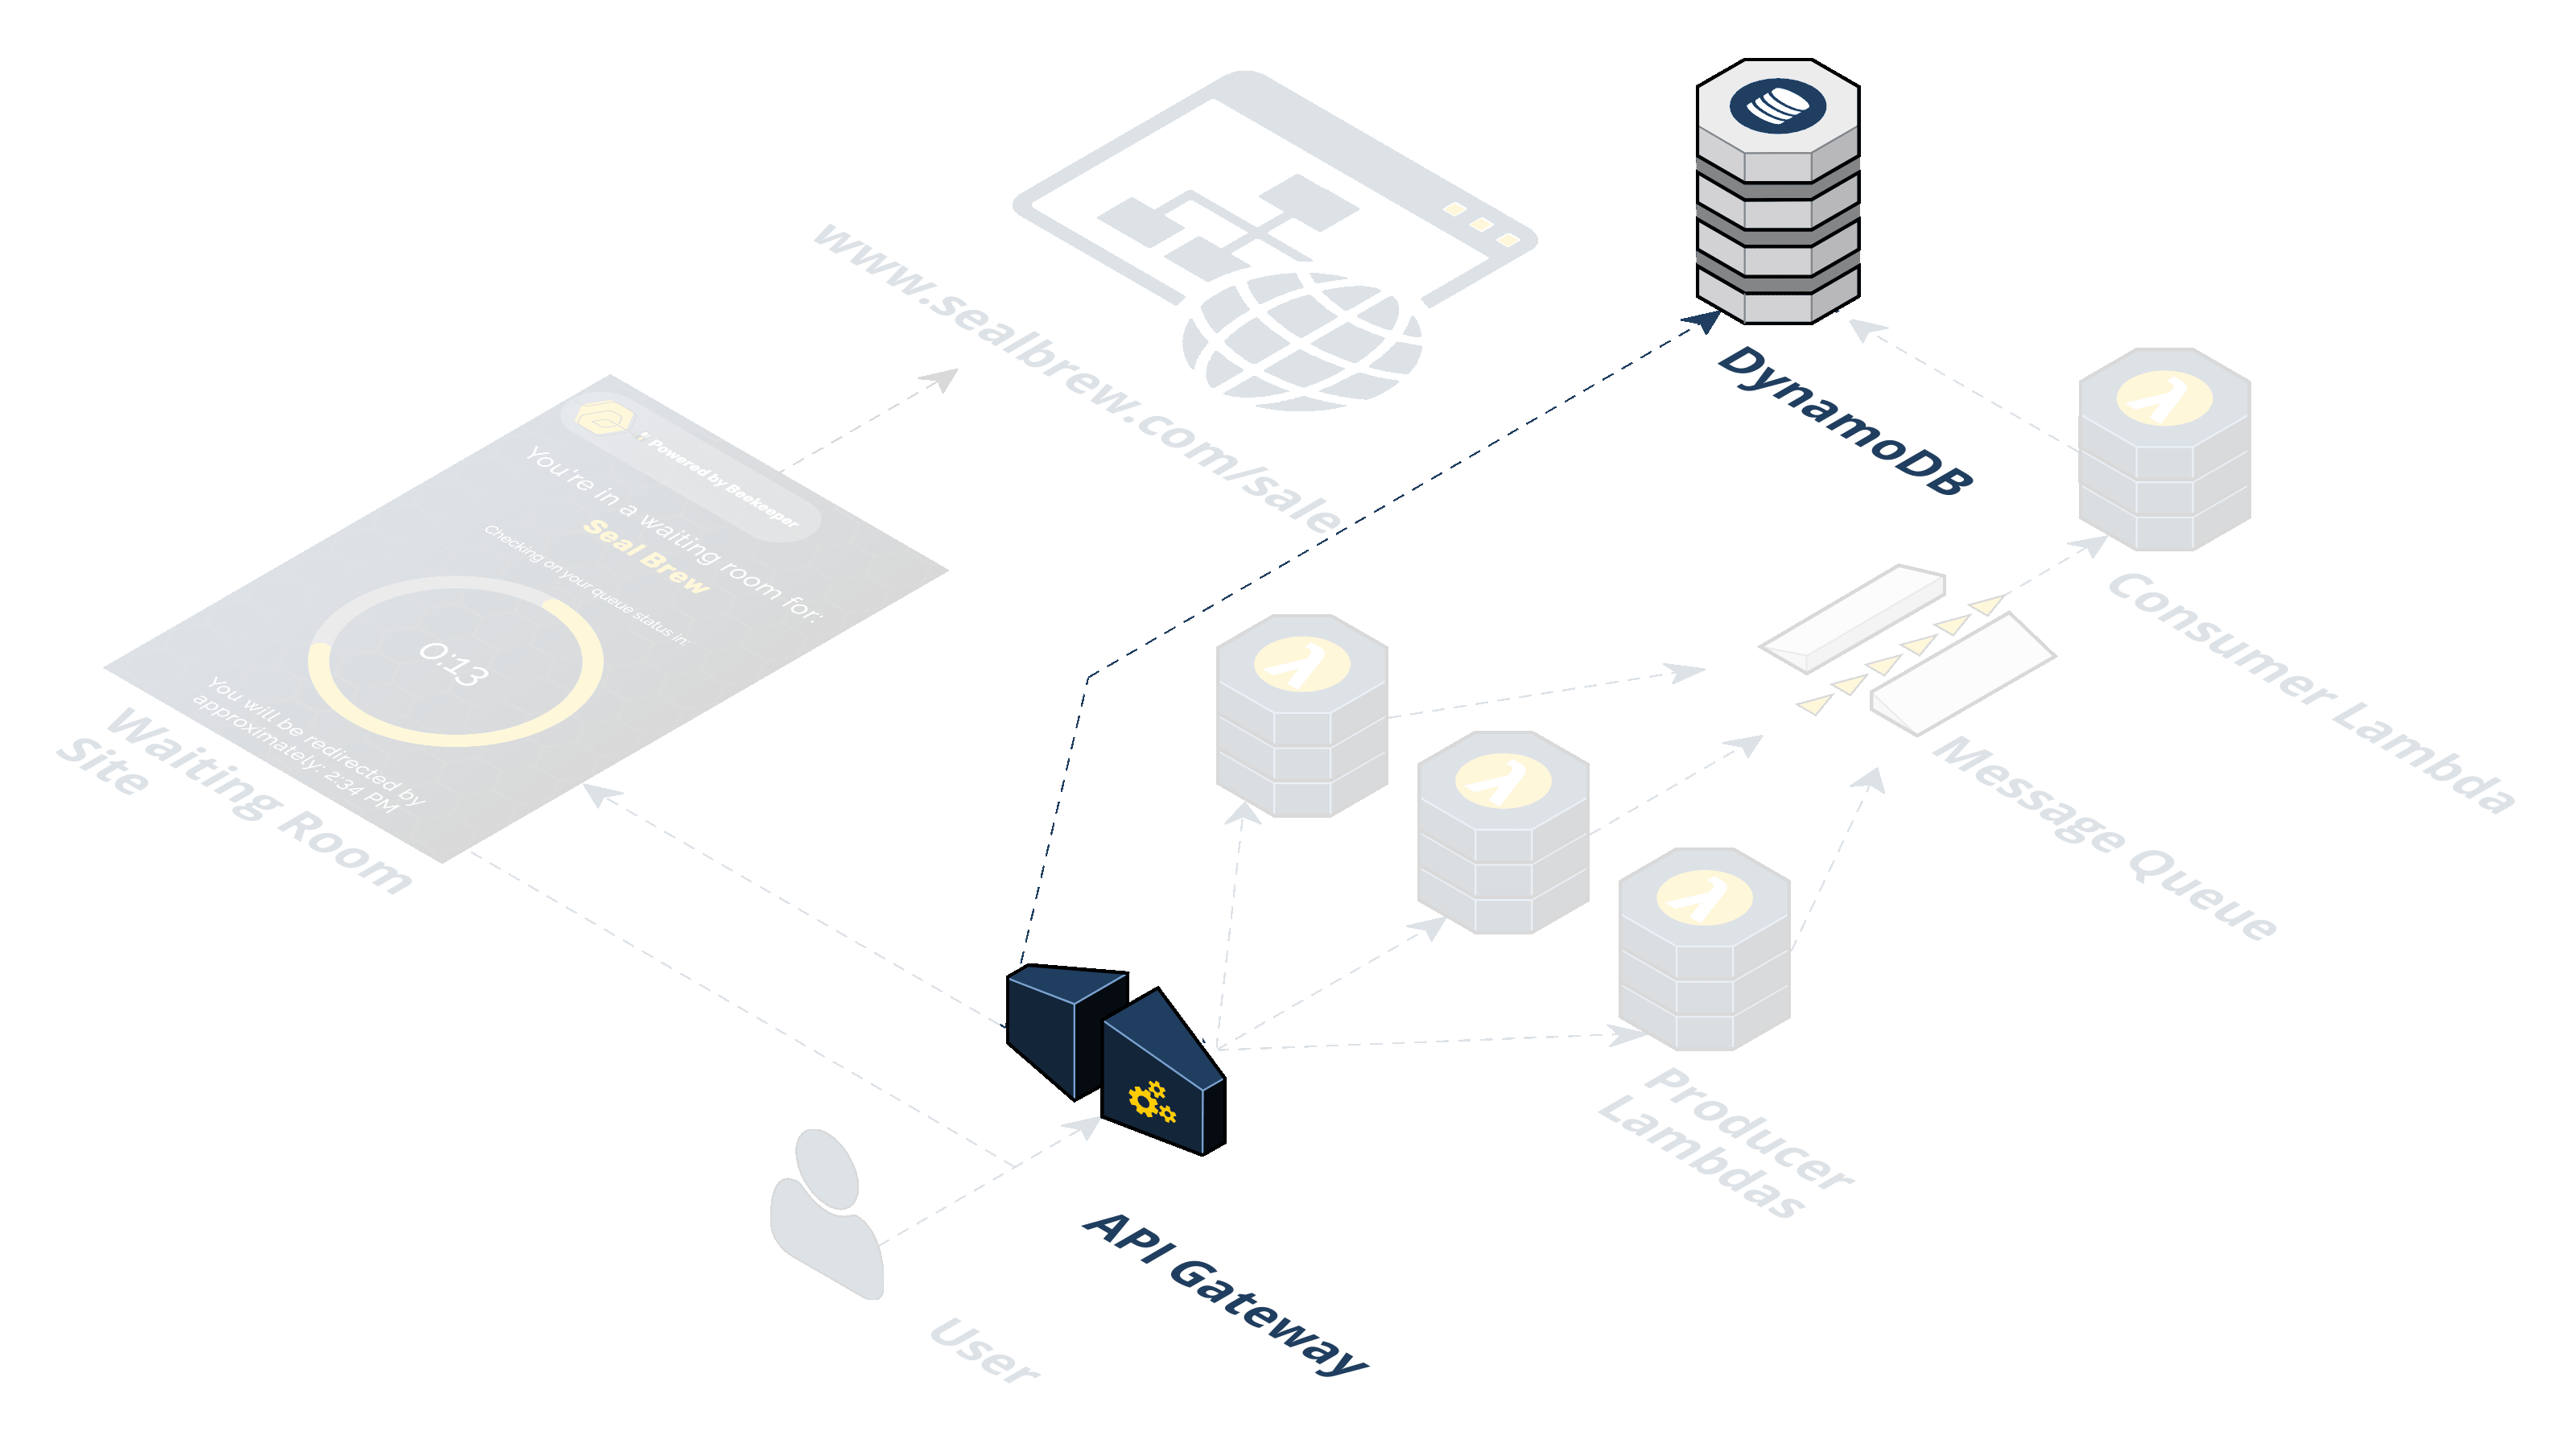 www.sealbrew.com/sale
DynamoDB
Powered by Beekeeper
You're in a waiting room for:
Seal Brew
Checking on your queue status in:
0:13
You will be redirected by
approximately: 2:34 PM
Waiting Room
Site
Consumer Lambda
Message Queue
Producer
Lambdas
API Gateway
User